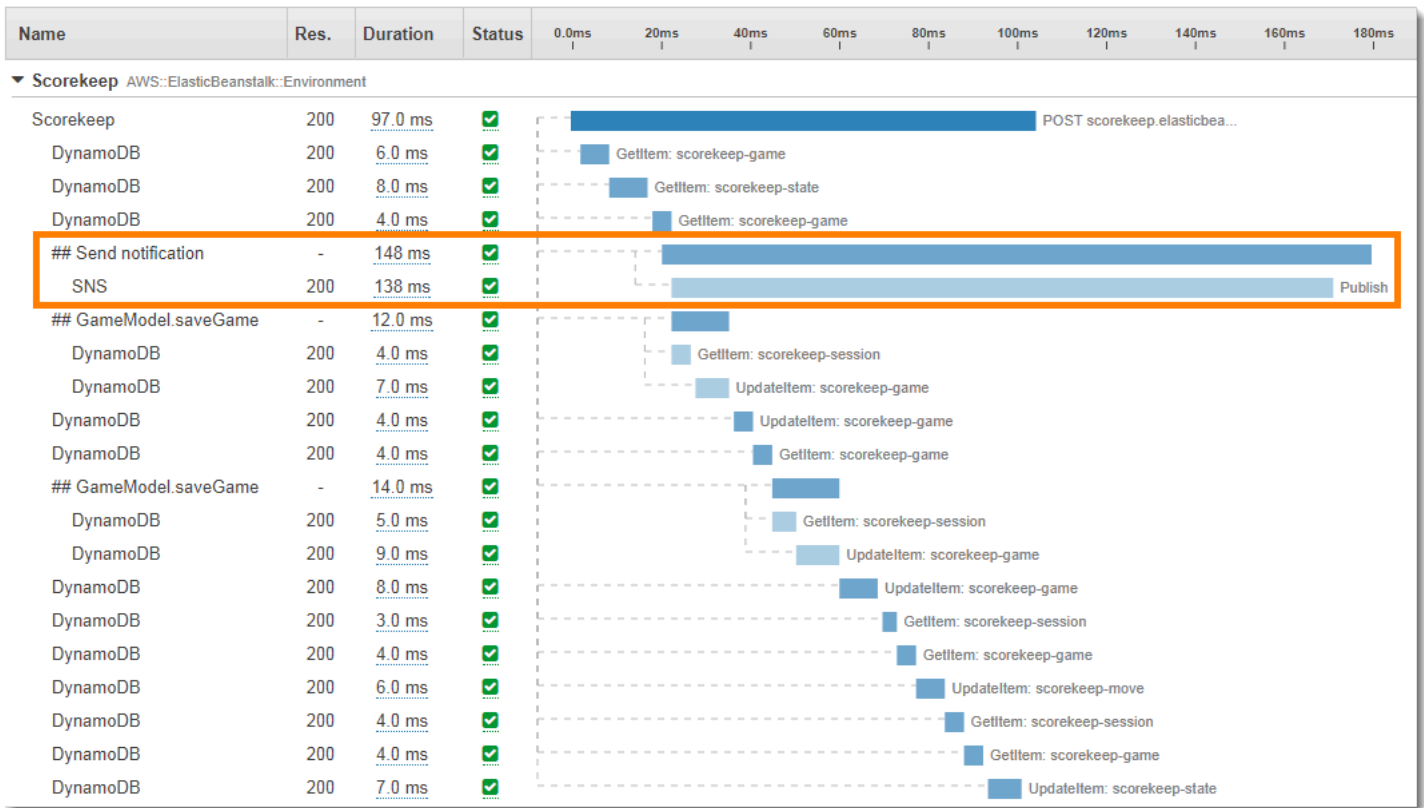 Name Res. Duration Status 0.0ms 20ms 40ms 60ms 80ms 100ms 120ms 140ms 160ms 180ms
Scorekeep AWS::ElasticBeanstalk::Environment
Scorekeep 200 97.0 ms POST scorekeep.elasticbea...
DynamoDB 200 6.0 ms GetItem: scorekeep-game
DynamoDB 200 8.0 ms GetItem: scorekeep-state
DynamoDB 200 4.0 ms GetItem: scorekeep-game
## Send notification - 148 ms
SNS 200 138 ms Publish
## GameModel.saveGame - 12.0 ms
DynamoDB 200 4.0 ms GetItem: scorekeep-session
DynamoDB 200 7.0 ms UpdateItem: scorekeep-game
DynamoDB 200 4.0 ms UpdateItem: scorekeep-game
DynamoDB 200 4.0 ms GetItem: scorekeep-game
## GameModel.saveGame - 14.0 ms
DynamoDB 200 5.0 ms GetItem: scorekeep-session
DynamoDB 200 9.0 ms UpdateItem: scorekeep-game
DynamoDB 200 8.0 ms UpdateItem: scorekeep-game
DynamoDB 200 3.0 ms GetItem: scorekeep-session
DynamoDB 200 4.0 ms GetItem: scorekeep-game
DynamoDB 200 6.0 ms UpdateItem: scorekeep-move
DynamoDB 200 4.0 ms GetItem: scorekeep-session
DynamoDB 200 4.0 ms GetItem: scorekeep-game
DynamoDB 200 7.0 ms UpdateItem: scorekeep-state